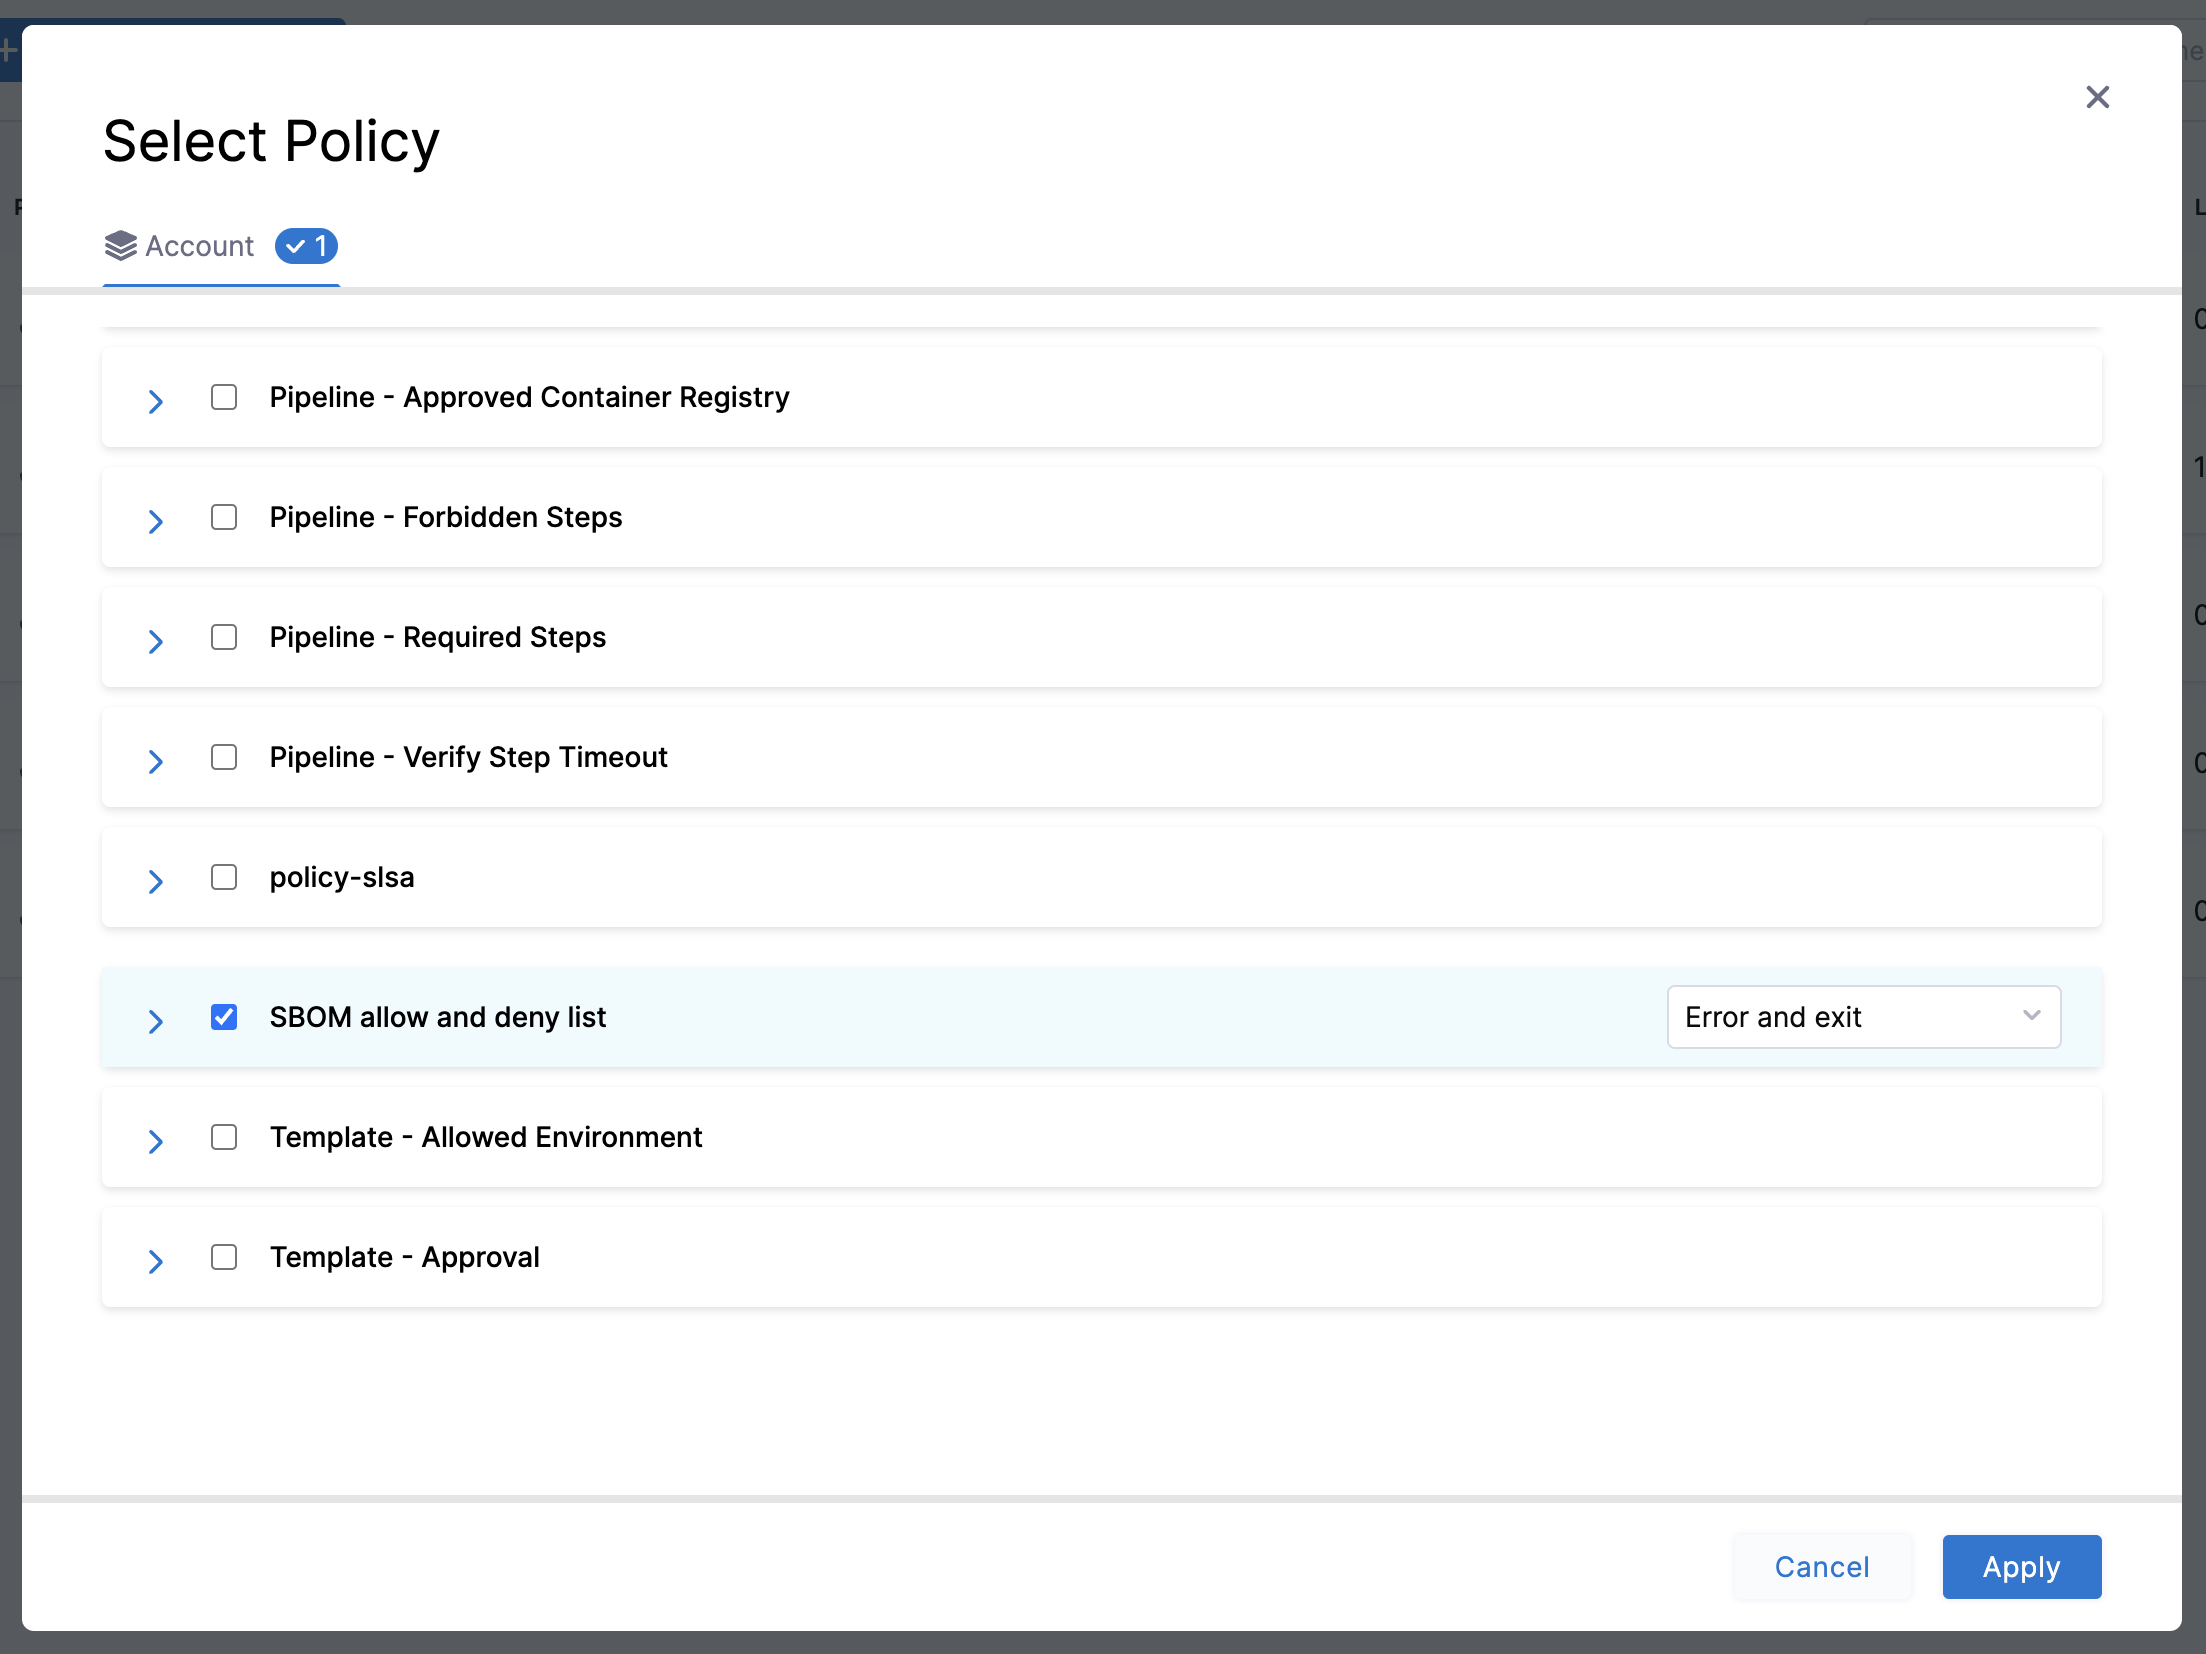 Select Policy
Account 1
Pipeline - Approved Container Registry
Pipeline - Forbidden Steps
Pipeline - Required Steps
Pipeline - Verify Step Timeout
policy-slsa
SBOM allow and deny list
Error and exit
Template - Allowed Environment
Template - Approval
Cancel
Apply